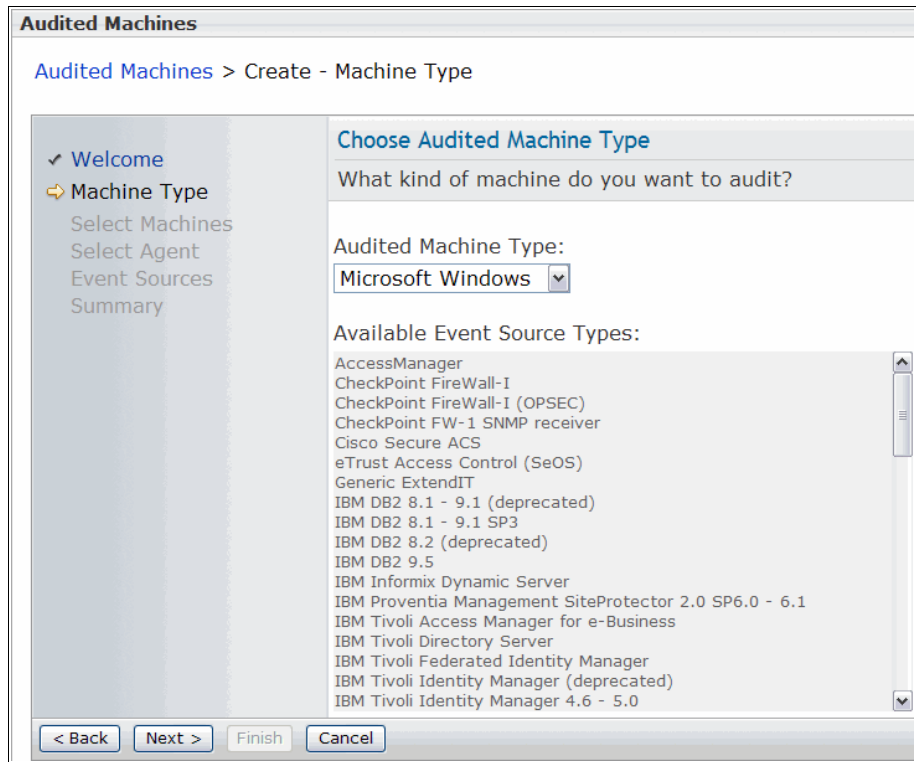 Audited Machines
Audited Machines > Create - Machine Type
Welcome
Machine Type
Select Machines
Select Agent
Event Sources
Summary
Choose Audited Machine Type
What kind of machine do you want to audit?
Audited Machine Type:
Microsoft Windows
Available Event Source Types:
AccessManager
CheckPoint FireWall-I
CheckPoint FireWall-I (OPSEC)
CheckPoint FW-1 SNMP receiver
Cisco Secure ACS
eTrust Access Control (SeOS)
Generic ExtendIT
IBM DB2 8.1 - 9.1 (deprecated)
IBM DB2 8.1 - 9.1 SP3
IBM DB2 8.2 (deprecated)
IBM DB2 9.5
IBM Informix Dynamic Server
IBM Proventia Management SiteProtector 2.0 SP6.0 - 6.1
IBM Tivoli Access Manager for e-Business
IBM Tivoli Directory Server
IBM Tivoli Federated Identity Manager
IBM Tivoli Identity Manager (deprecated)
IBM Tivoli Identity Manager 4.6 - 5.0
< Back Next > Finish Cancel